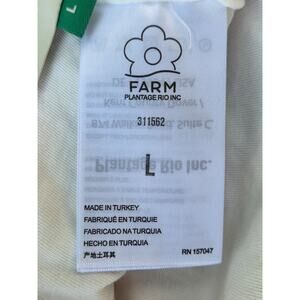 L
FARM
PLANTAGE RIO INC
311562
L
MADE IN TURKEY
FABRIQUÉ EN TURQUIE
FABRICADO NA TURQUIA
HECHO EN TURQUIA
产地土耳其
RN 157047